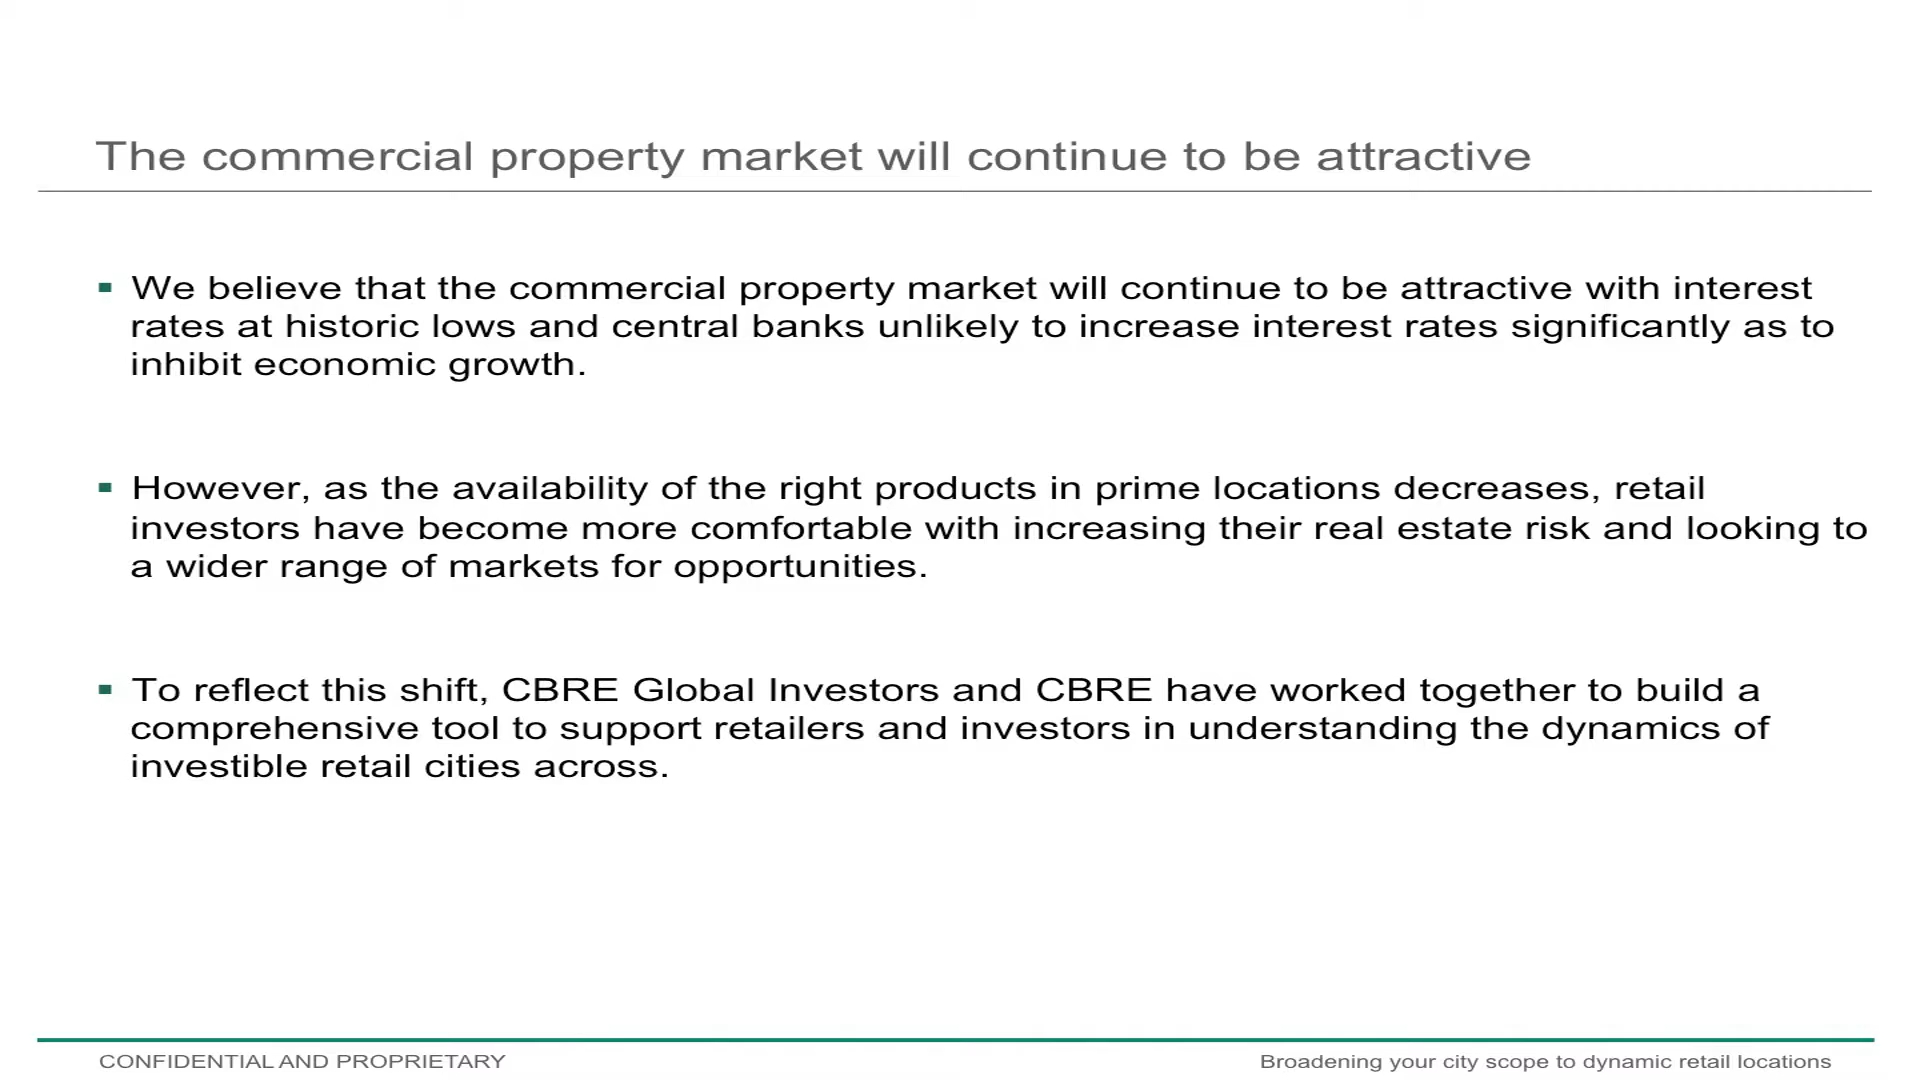 The commercial property market will continue to be attractive
▪ We believe that the commercial property market will continue to be attractive with interest
rates at historic lows and central banks unlikely to increase interest rates significantly as to
inhibit economic growth.
▪ However, as the availability of the right products in prime locations decreases, retail
investors have become more comfortable with increasing their real estate risk and looking to
a wider range of markets for opportunities.
▪ To reflect this shift, CBRE Global Investors and CBRE have worked together to build a
comprehensive tool to support retailers and investors in understanding the dynamics of
investible retail cities across.
CONFIDENTIAL AND PROPRIETARY
Broadening your city scope to dynamic retail locations